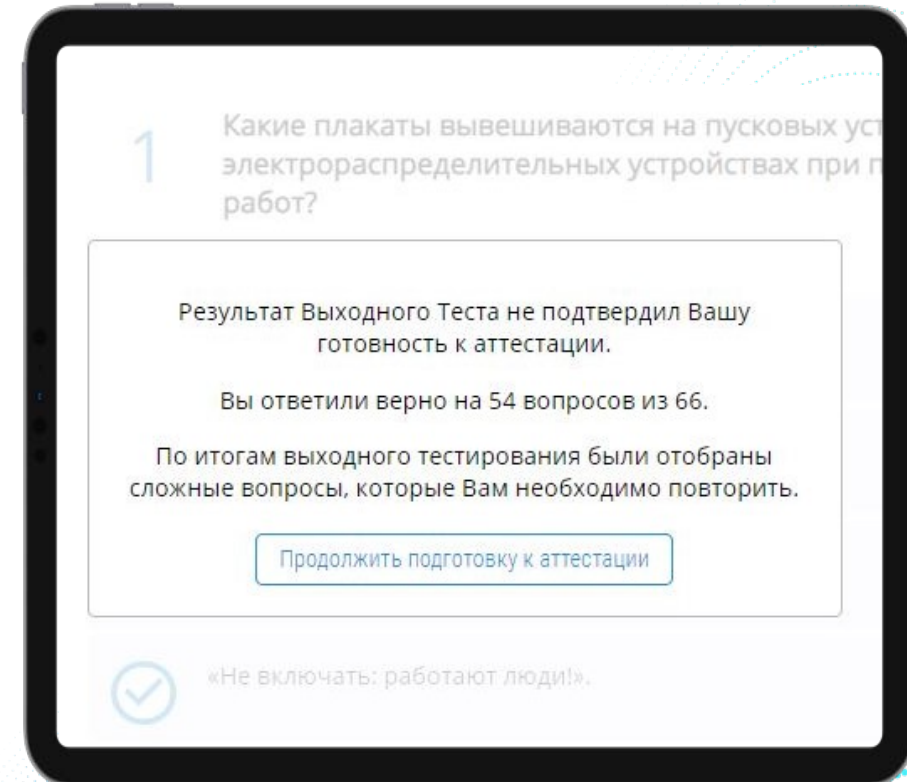 1
Какие плакаты вывешиваются на пусковых уст
электрораспределительных устройствах при п
работ?
Результат Выходного Теста не подтвердил Вашу
готовность к аттестации.
Вы ответили верно на 54 вопросов из 66.
По итогам выходного тестирования были отобраны
сложные вопросы, которые Вам необходимо повторить.
Продолжить подготовку к аттестации
«Не включать: работают люди!».